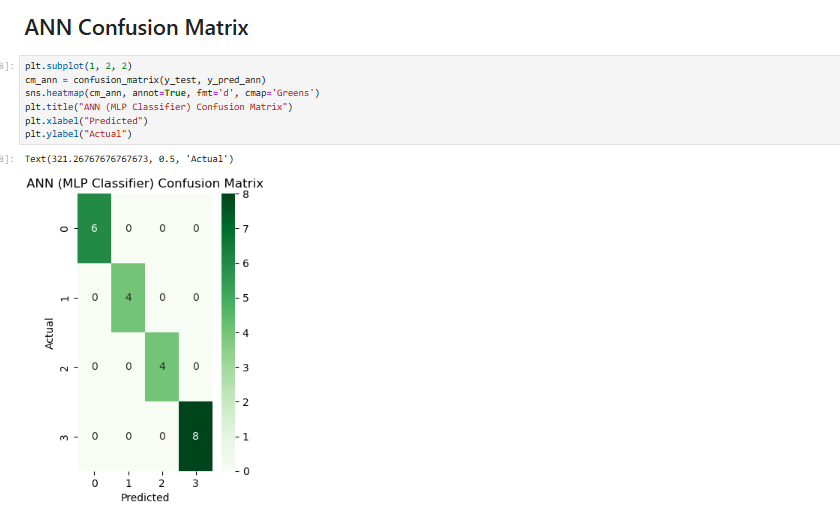 ANN Confusion Matrix
8]: plt.subplot(1, 2, 2)
cm_ann = confusion_matrix(y_test, y_pred_ann)
sns.heatmap(cm_ann, annot=True, fmt='d', cmap='Greens')
plt.title("ANN (MLP Classifier) Confusion Matrix")
plt.xlabel("Predicted")
plt.ylabel("Actual")
8]: Text(321.26767676767673, 0.5, 'Actual')
ANN (MLP Classifier) Confusion Matrix
8
0 6 0 0 0 7
6
1 0 4 0 0 5
Actual
4
2 0 0 4 0 3
2
3 0 0 0 8 1
0
0 1 2 3
Predicted